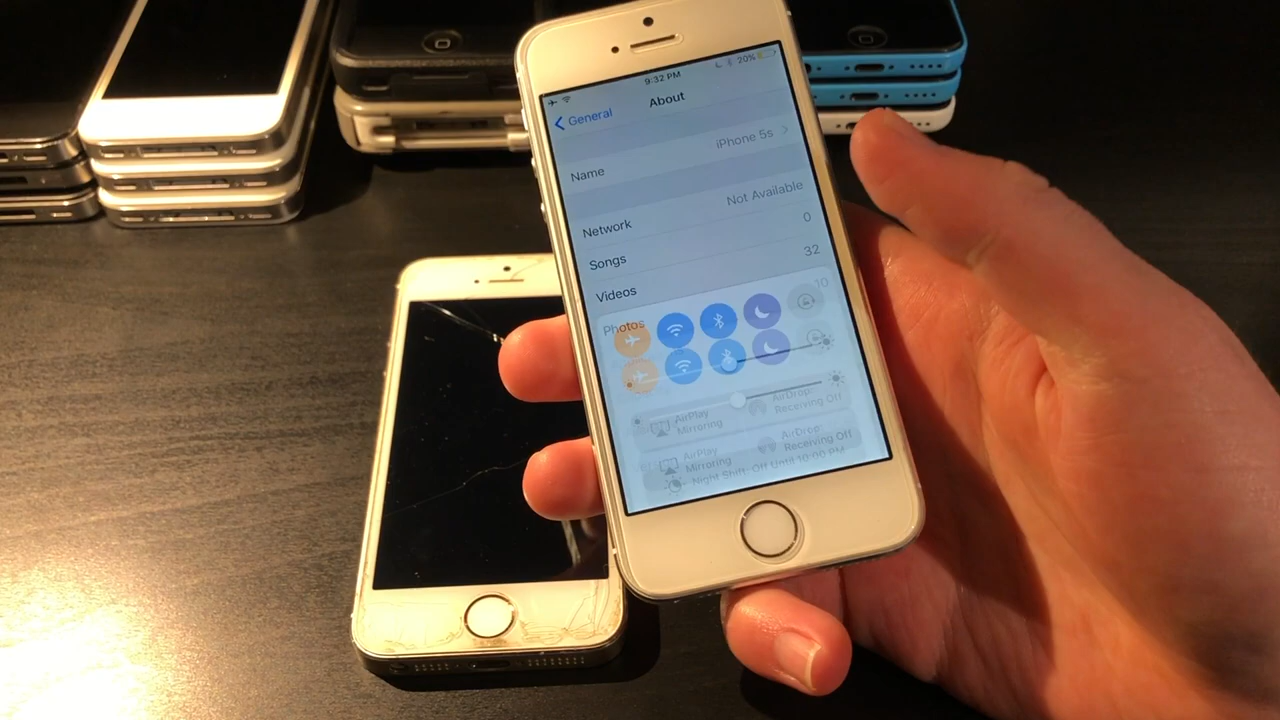 9:32 PM
20%
General
About
Name
iPhone 5s
Network
Not Available
Songs
0
Videos
32
Photos
10
AirPlay
Mirroring
AirDrop:
Receiving Off
AirPlay
Mirroring
AirDrop:
Receiving Off
Night Shift: Off Until 10:00 PM